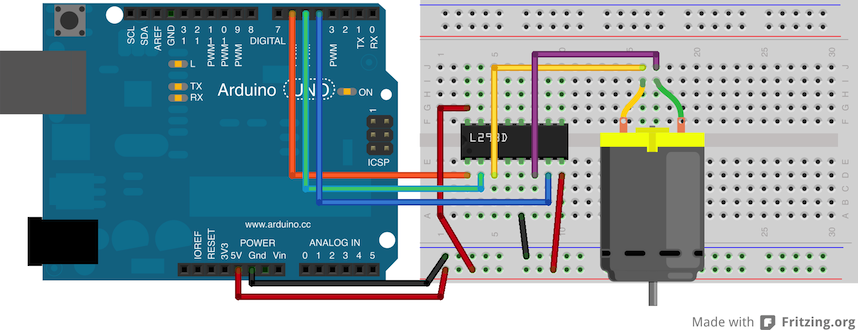 SCL
SDA
AREF
GND
13
12
PWM 11
PWM 10
PWM 9
8
DIGITAL
7
PWM
3
2
TX 1
RX 0
L
TX
RX
Arduino UNO
ON
1
ICSP
www.arduino.cc
IOREF
RESET
3V3
5V
Gnd
Vin
POWER
ANALOG IN
0 1 2 3 4 5
L293D
1
10
25
30
J
I
H
G
F
E
D
C
B
A
1
5
25
30
Made with Fritzing.org